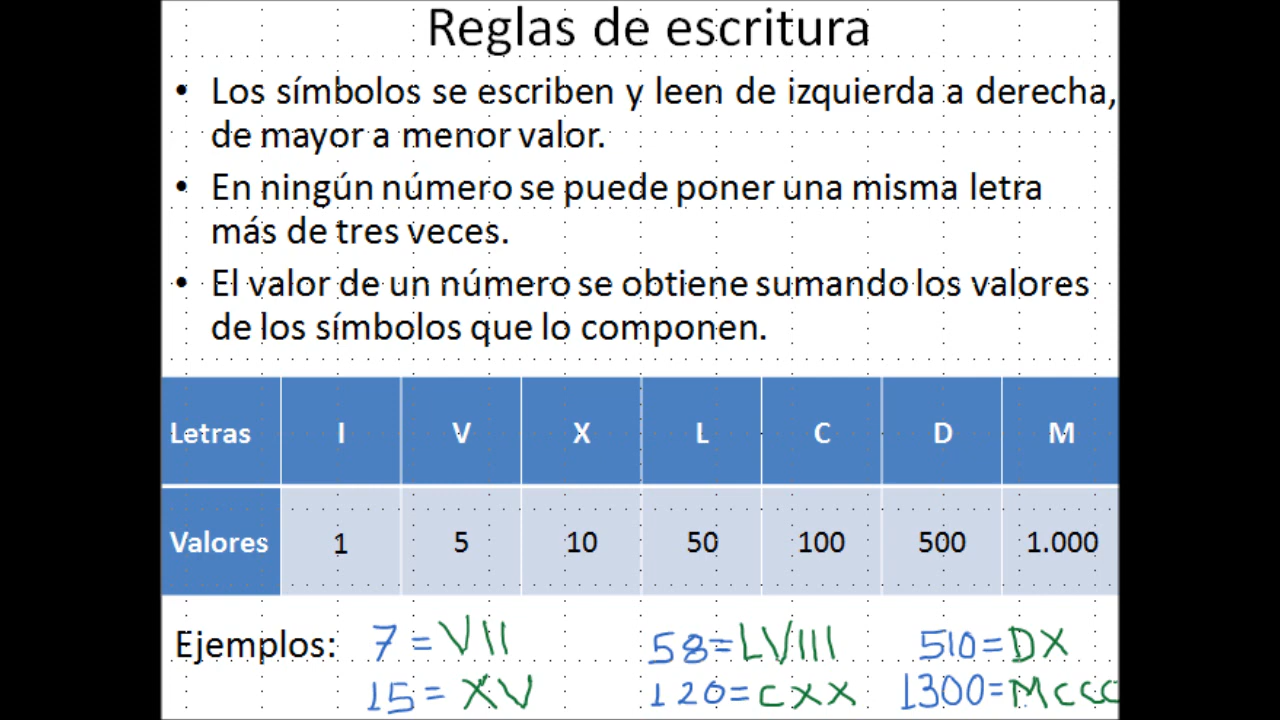 Reglas de escritura
• Los símbolos se escriben y leen de izquierda a derecha,
de mayor a menor valor.
• En ningún número se puede poner una misma letra
más de tres veces.
• El valor de un número se obtiene sumando los valores
de los símbolos que lo componen.
Letras I V X L C D M
Valores 1 5 10 50 100 500 1.000
Ejemplos: 7 = VII 58=LVIII 510=DX
15 = XV 120=CXX 1300=MCCC